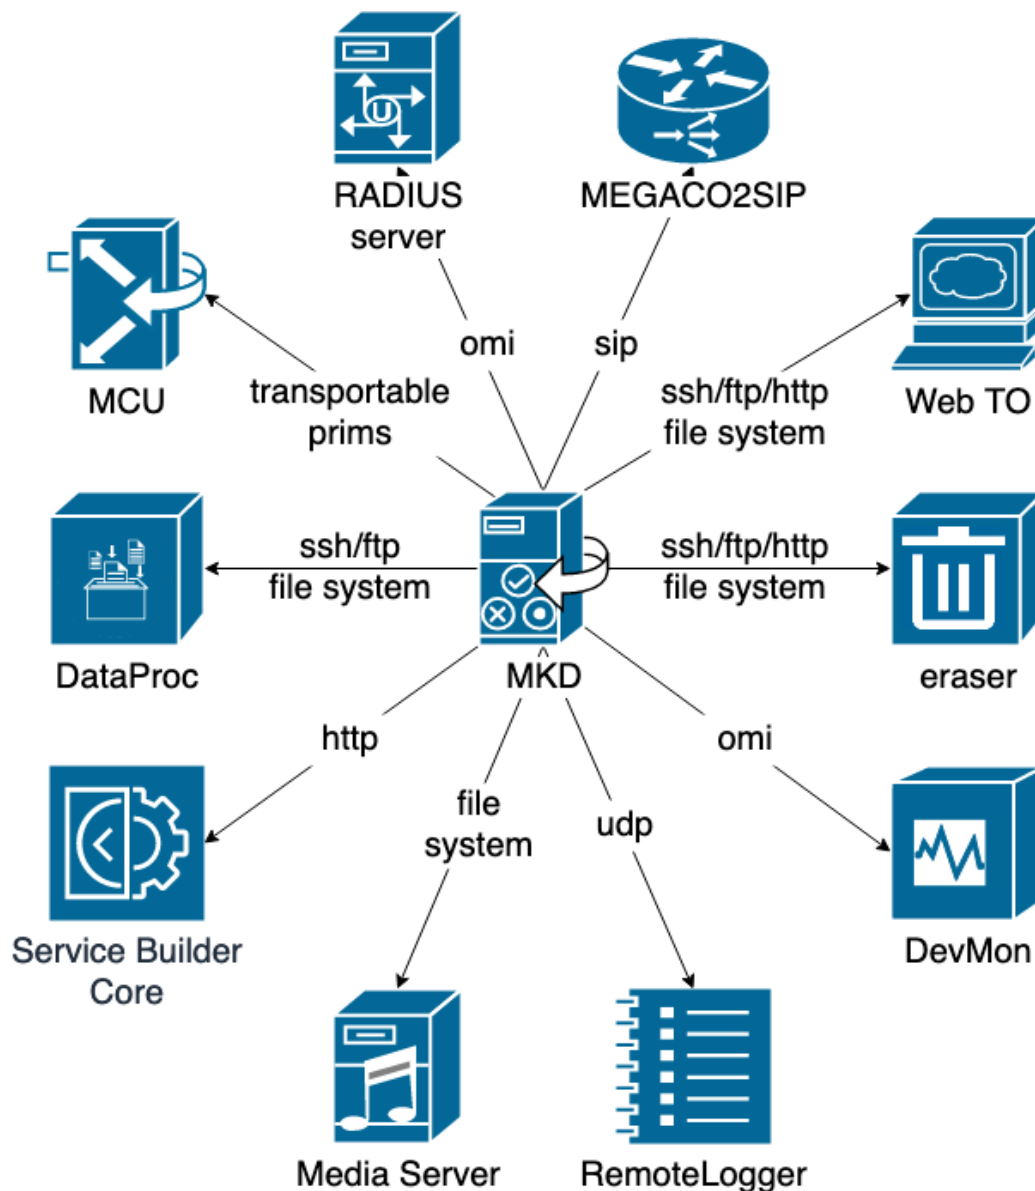 RADIUS
server
MEGACO2SIP
MCU
omi
sip
Web TO
transportable
prims
ssh/ftp/http
file system
DataProc
ssh/ftp
file system
MKD
ssh/ftp/http
file system
eraser
http
omi
Service Builder
Core
file
system
udp
DevMon
Media Server
RemoteLogger
U